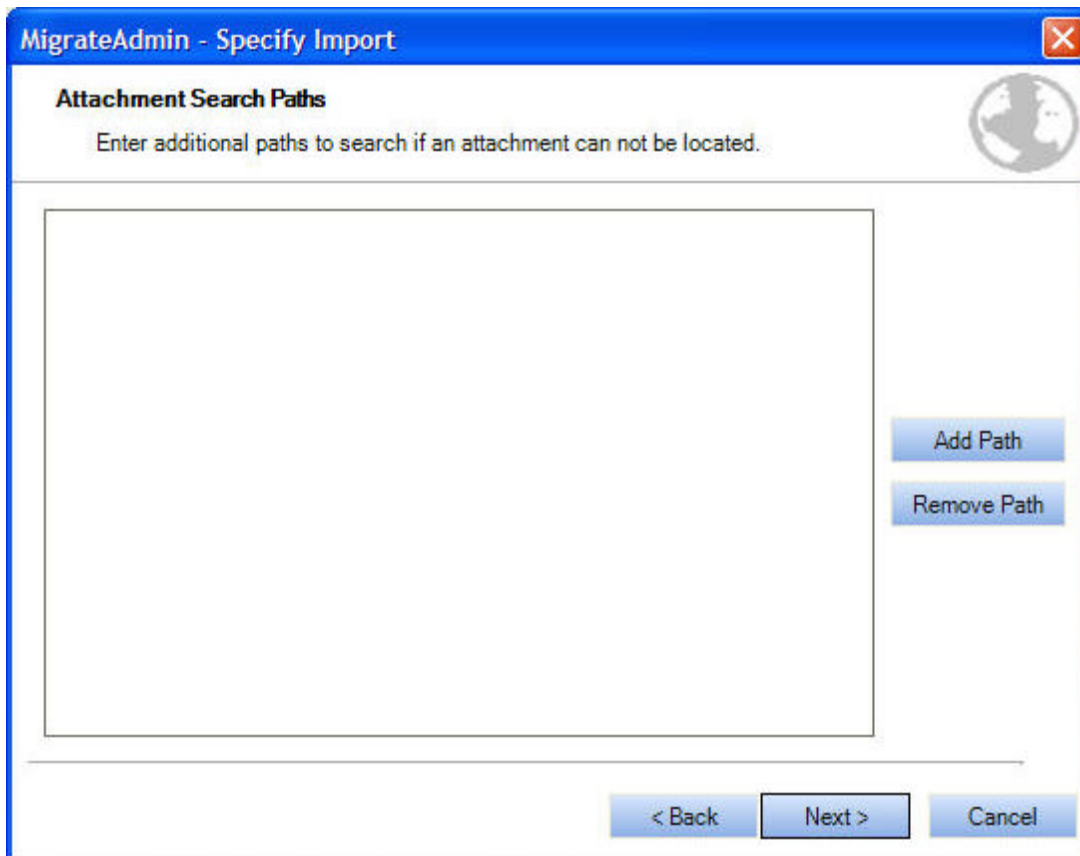 MigrateAdmin - Specify Import
Attachment Search Paths
Enter additional paths to search if an attachment can not be located.
Add Path
Remove Path
< Back
Next >
Cancel